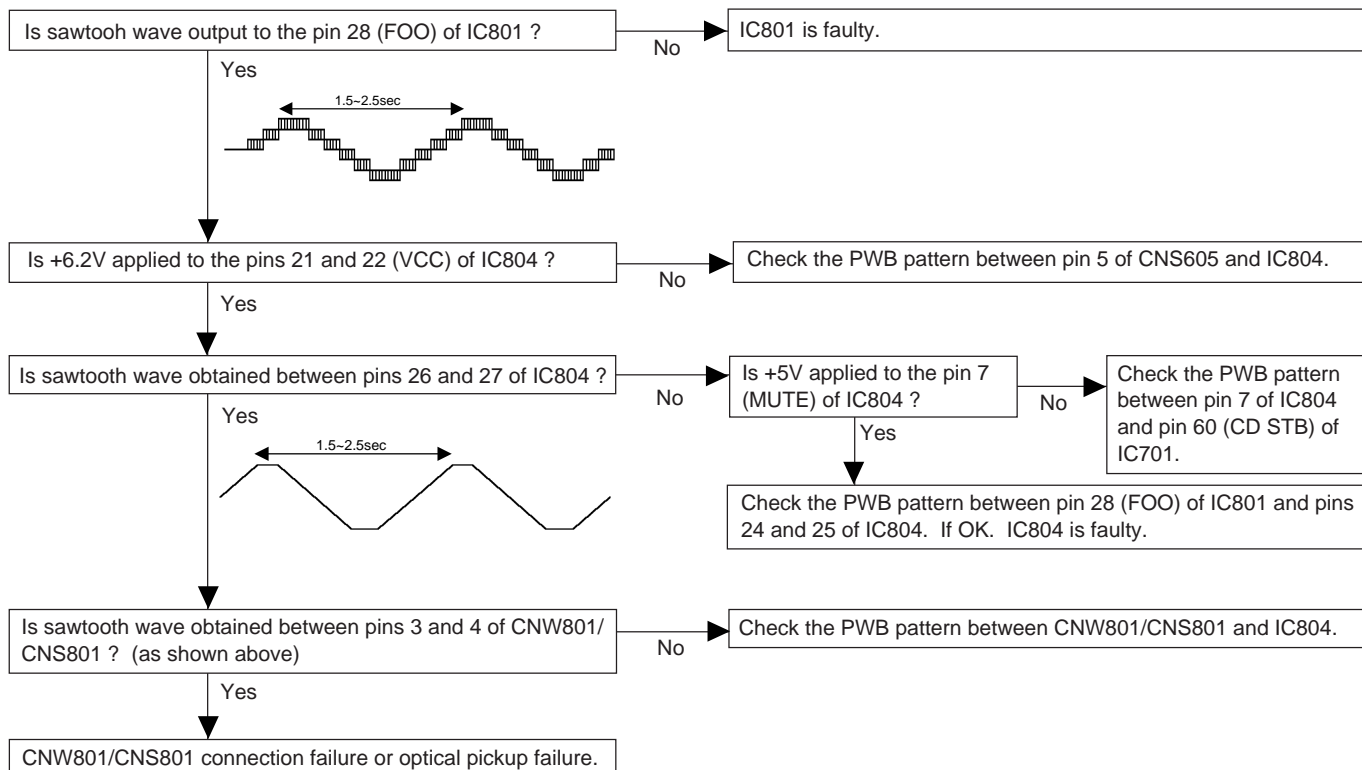 Is sawtooh wave output to the pin 28 (FOO) of IC801 ?
No
IC801 is faulty.
Yes
1.5~2.5sec
Is +6.2V applied to the pins 21 and 22 (VCC) of IC804 ?
No
Check the PWB pattern between pin 5 of CNS605 and IC804.
Yes
Is sawtooth wave obtained between pins 26 and 27 of IC804 ?
No
Is +5V applied to the pin 7
(MUTE) of IC804 ?
No
Check the PWB pattern
between pin 7 of IC804
and pin 60 (CD STB) of
IC701.
Yes
Check the PWB pattern between pin 28 (FOO) of IC801 and pins
24 and 25 of IC804.  If OK.  IC804 is faulty.
Yes
1.5~2.5sec
Is sawtooth wave obtained between pins 3 and 4 of CNW801/
CNS801 ?  (as shown above)
No
Check the PWB pattern between CNW801/CNS801 and IC804.
Yes
CNW801/CNS801 connection failure or optical pickup failure.